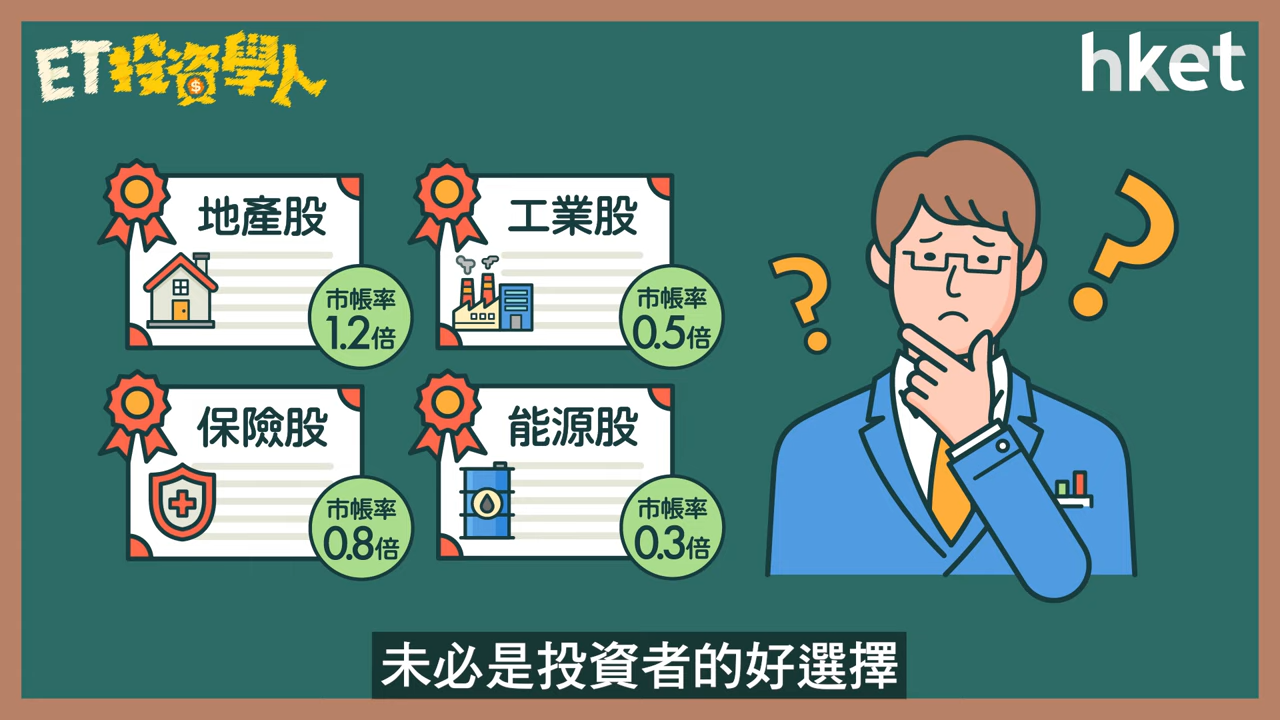 ET投資學人
hket
地產股
市帳率
1.2倍
工業股
市帳率
0.5倍
保險股
市帳率
0.8倍
能源股
市帳率
0.3倍
未必是投資者的好選擇